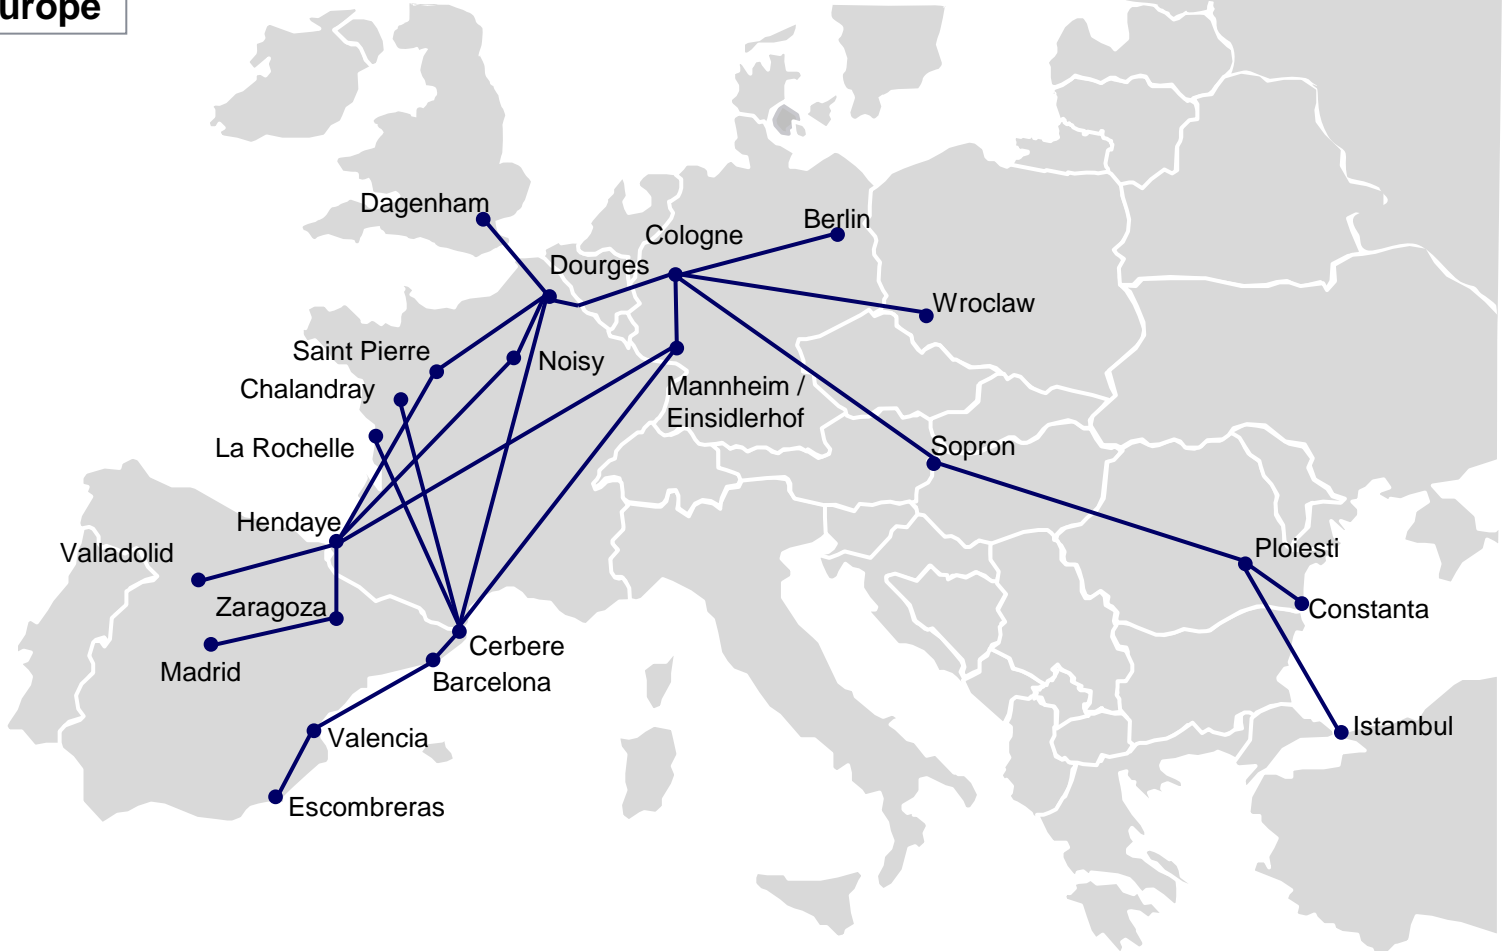 urope
Dagenham
Berlin
Cologne
Dourges
Wroclaw
Saint Pierre
Noisy
Chalandray
Mannheim /
Einsidlerhof
La Rochelle
Sopron
Hendaye
Valladolid
Ploiesti
Zaragoza
Constanta
Cerbere
Madrid
Barcelona
Istambul
Valencia
Escombreras